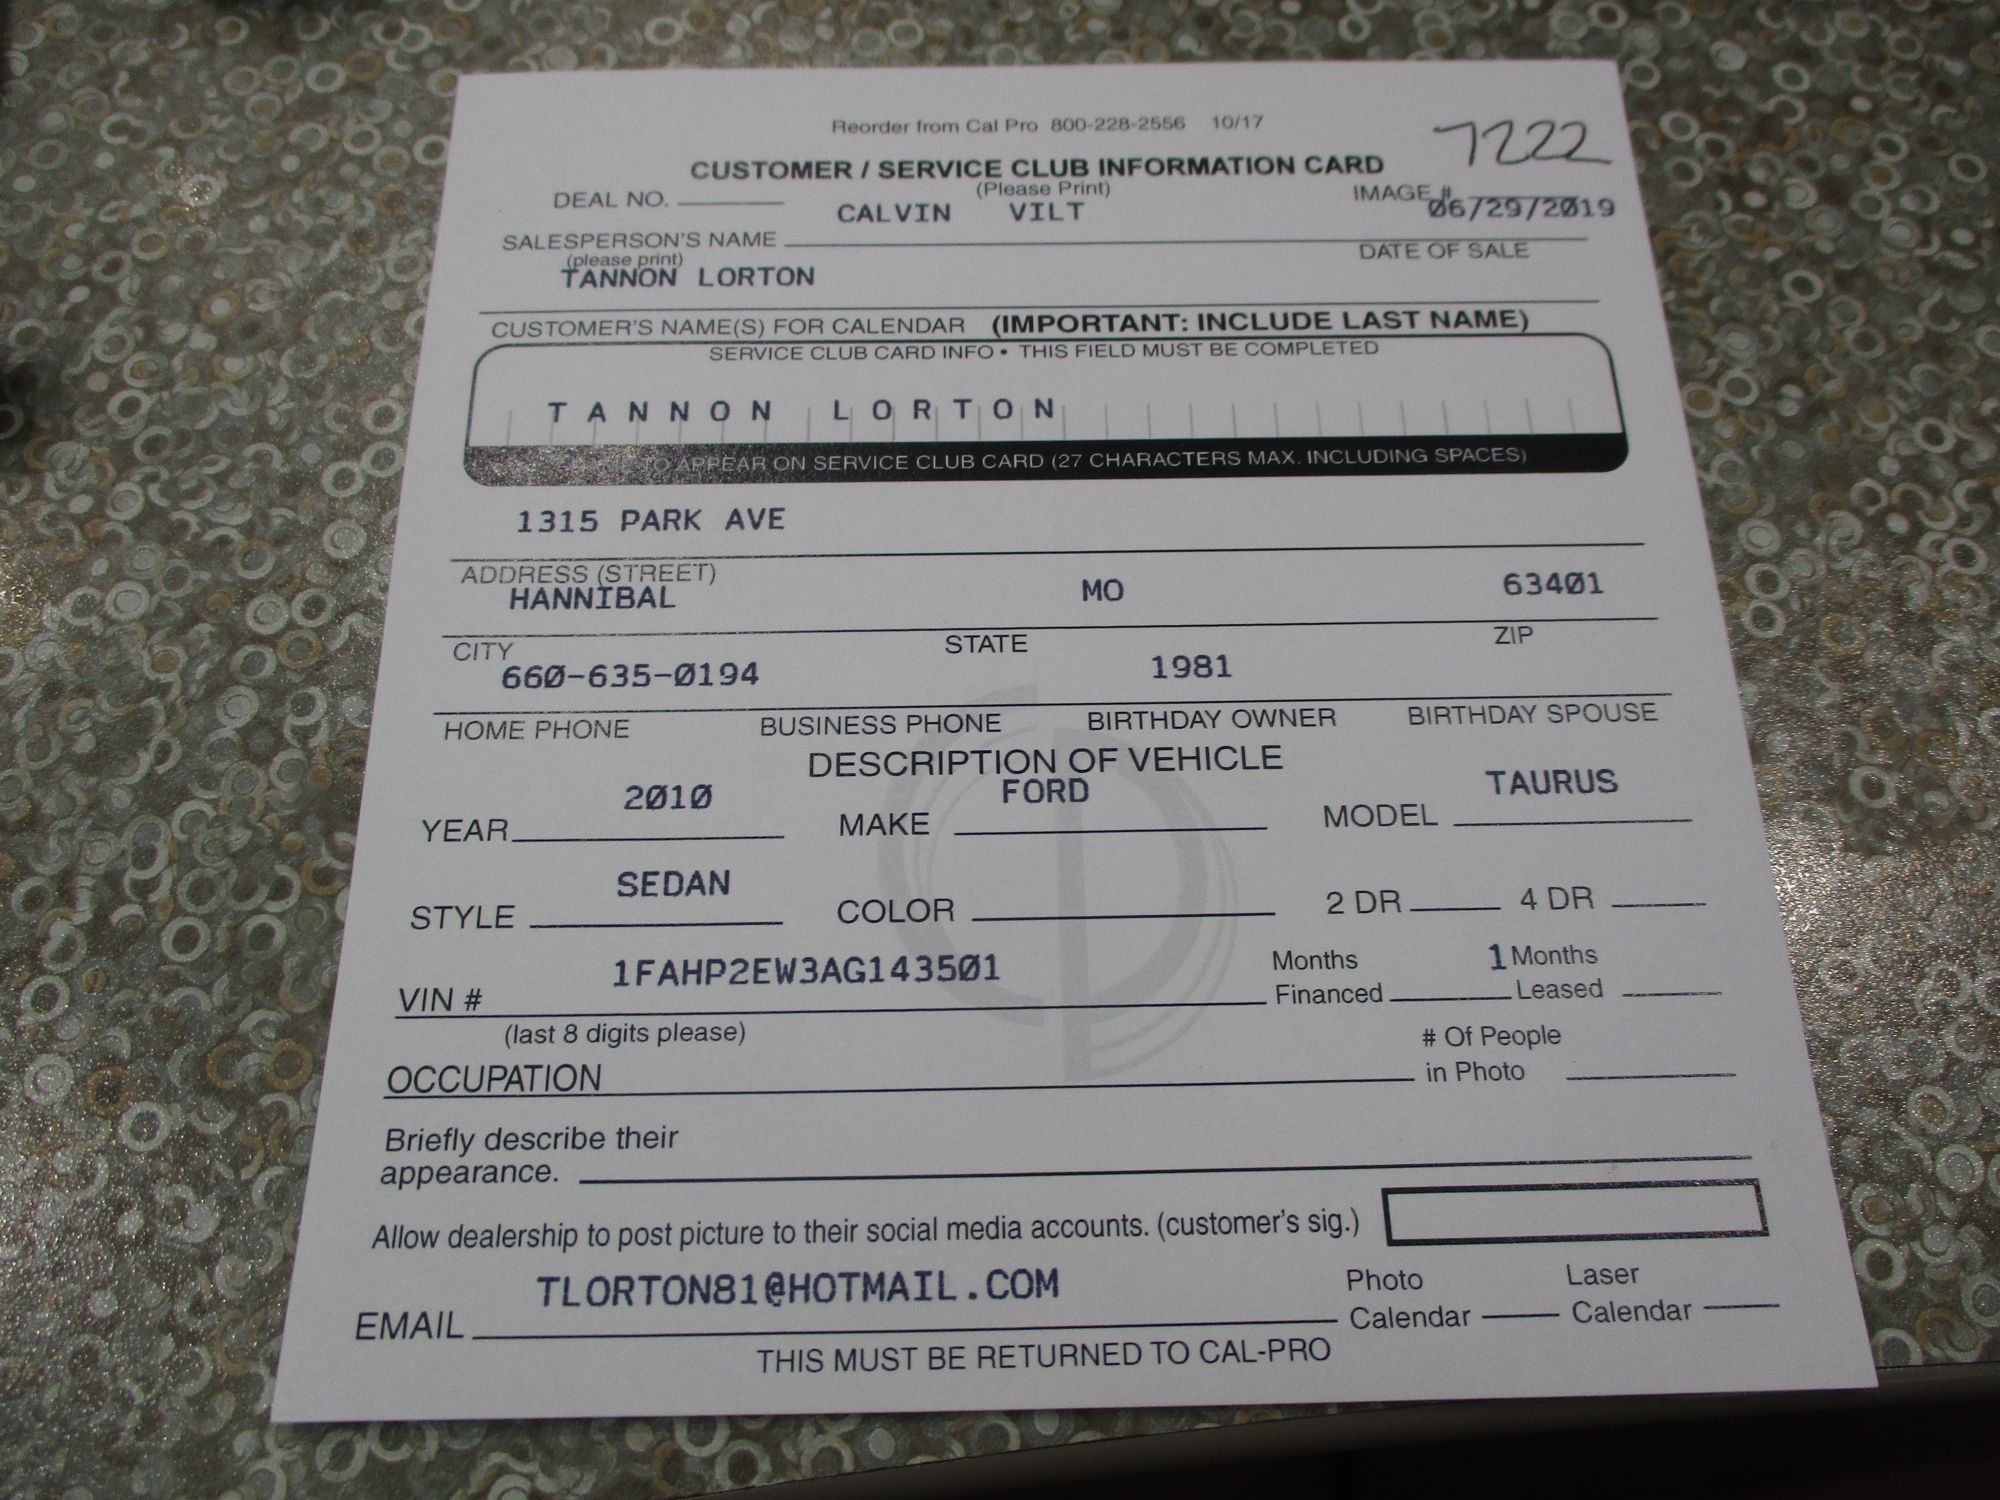 Reorder from Cal Pro 800-228-2556 10/17
7222
CUSTOMER / SERVICE CLUB INFORMATION CARD
(Please Print)
DEAL NO. IMAGE #
CALVIN VILT 06/29/2019
SALESPERSON'S NAME DATE OF SALE
(please print)
TANNON LORTON
CUSTOMER'S NAME(S) FOR CALENDAR (IMPORTANT: INCLUDE LAST NAME)
SERVICE CLUB CARD INFO • THIS FIELD MUST BE COMPLETED
TANNON LORTON
TO APPEAR ON SERVICE CLUB CARD (27 CHARACTERS MAX. INCLUDING SPACES)
1315 PARK AVE
ADDRESS (STREET)
HANNIBAL MO 63401
CITY STATE ZIP
660-635-0194 1981
HOME PHONE BUSINESS PHONE BIRTHDAY OWNER BIRTHDAY SPOUSE
DESCRIPTION OF VEHICLE
YEAR 2010 MAKE FORD MODEL TAURUS
STYLE SEDAN COLOR 2 DR 4 DR
VIN # 1FAHP2EW3AG143501 Months Financed 1 Months Leased
(last 8 digits please)
OCCUPATION # Of People in Photo
Briefly describe their
appearance.
Allow dealership to post picture to their social media accounts. (customer's sig.)
EMAIL TLORTON81@HOTMAIL.COM Photo Calendar Laser Calendar
THIS MUST BE RETURNED TO CAL-PRO